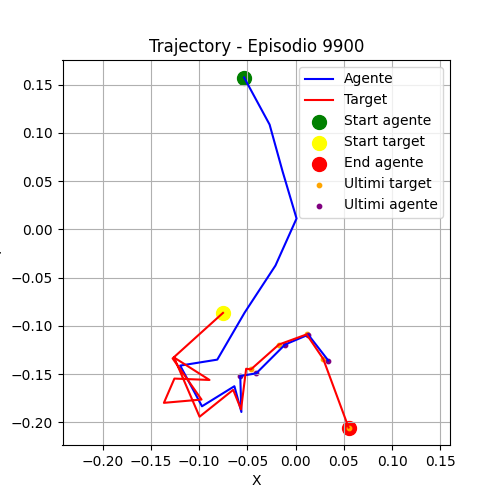 Trajectory - Episodio 9900
Agente
Target
Start agente
Start target
End agente
Ultimi target
Ultimi agente
0.15
0.10
0.05
0.00
−0.05
−0.10
−0.15
−0.20
−0.20 −0.15 −0.10 −0.05 0.00 0.05 0.10 0.15
X